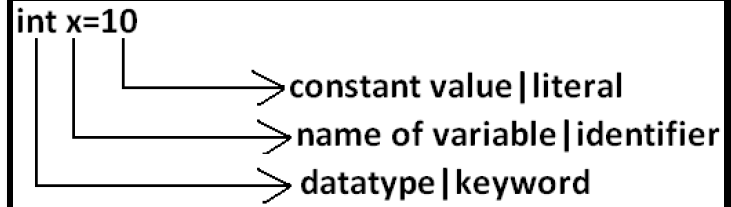 int x=10
constant value|literal
name of variable|identifier
datatype|keyword